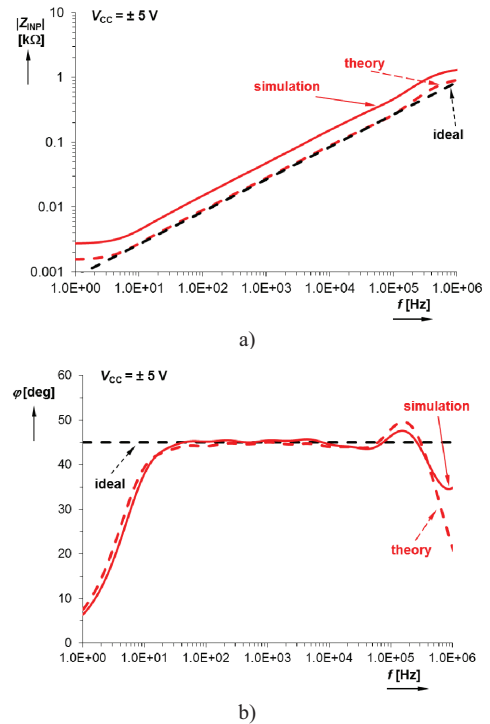 |Z_INP|
[kΩ]
V_CC = ± 5 V
10
1
0.1
0.01
0.001
theory
simulation
ideal
1.0E+00 1.0E+01 1.0E+02 1.0E+03 1.0E+04 1.0E+05 1.0E+06
f [Hz]
a)
φ [deg]
V_CC = ± 5 V
60
50
40
30
20
10
0
simulation
ideal
theory
1.0E+00 1.0E+01 1.0E+02 1.0E+03 1.0E+04 1.0E+05 1.0E+06
f [Hz]
b)